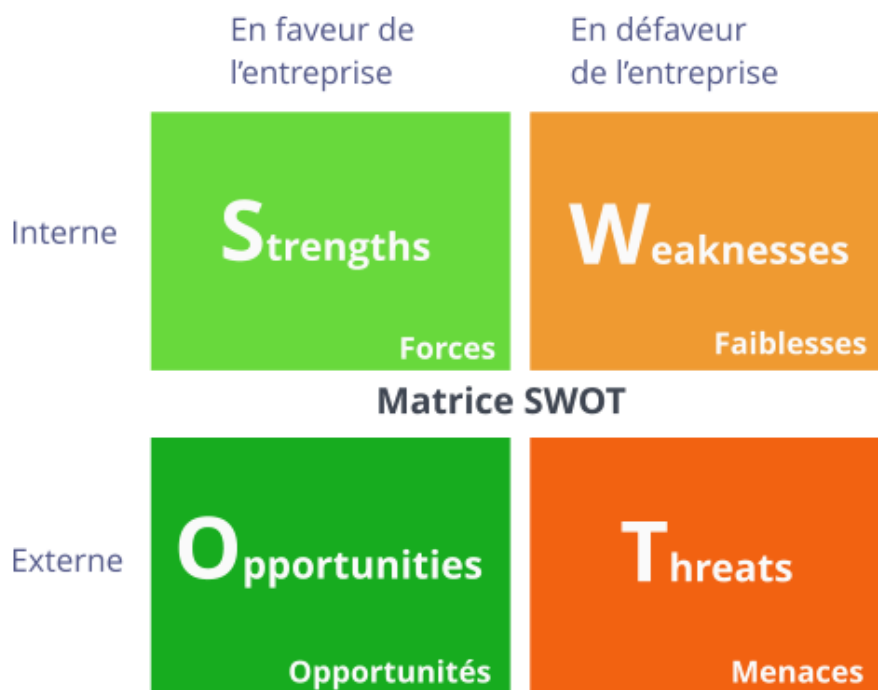 En faveur de
l’entreprise
En défaveur
de l’entreprise
Interne
Strengths
Forces
Weaknesses
Faiblesses
Matrice SWOT
Externe
Opportunities
Opportunités
Threats
Menaces